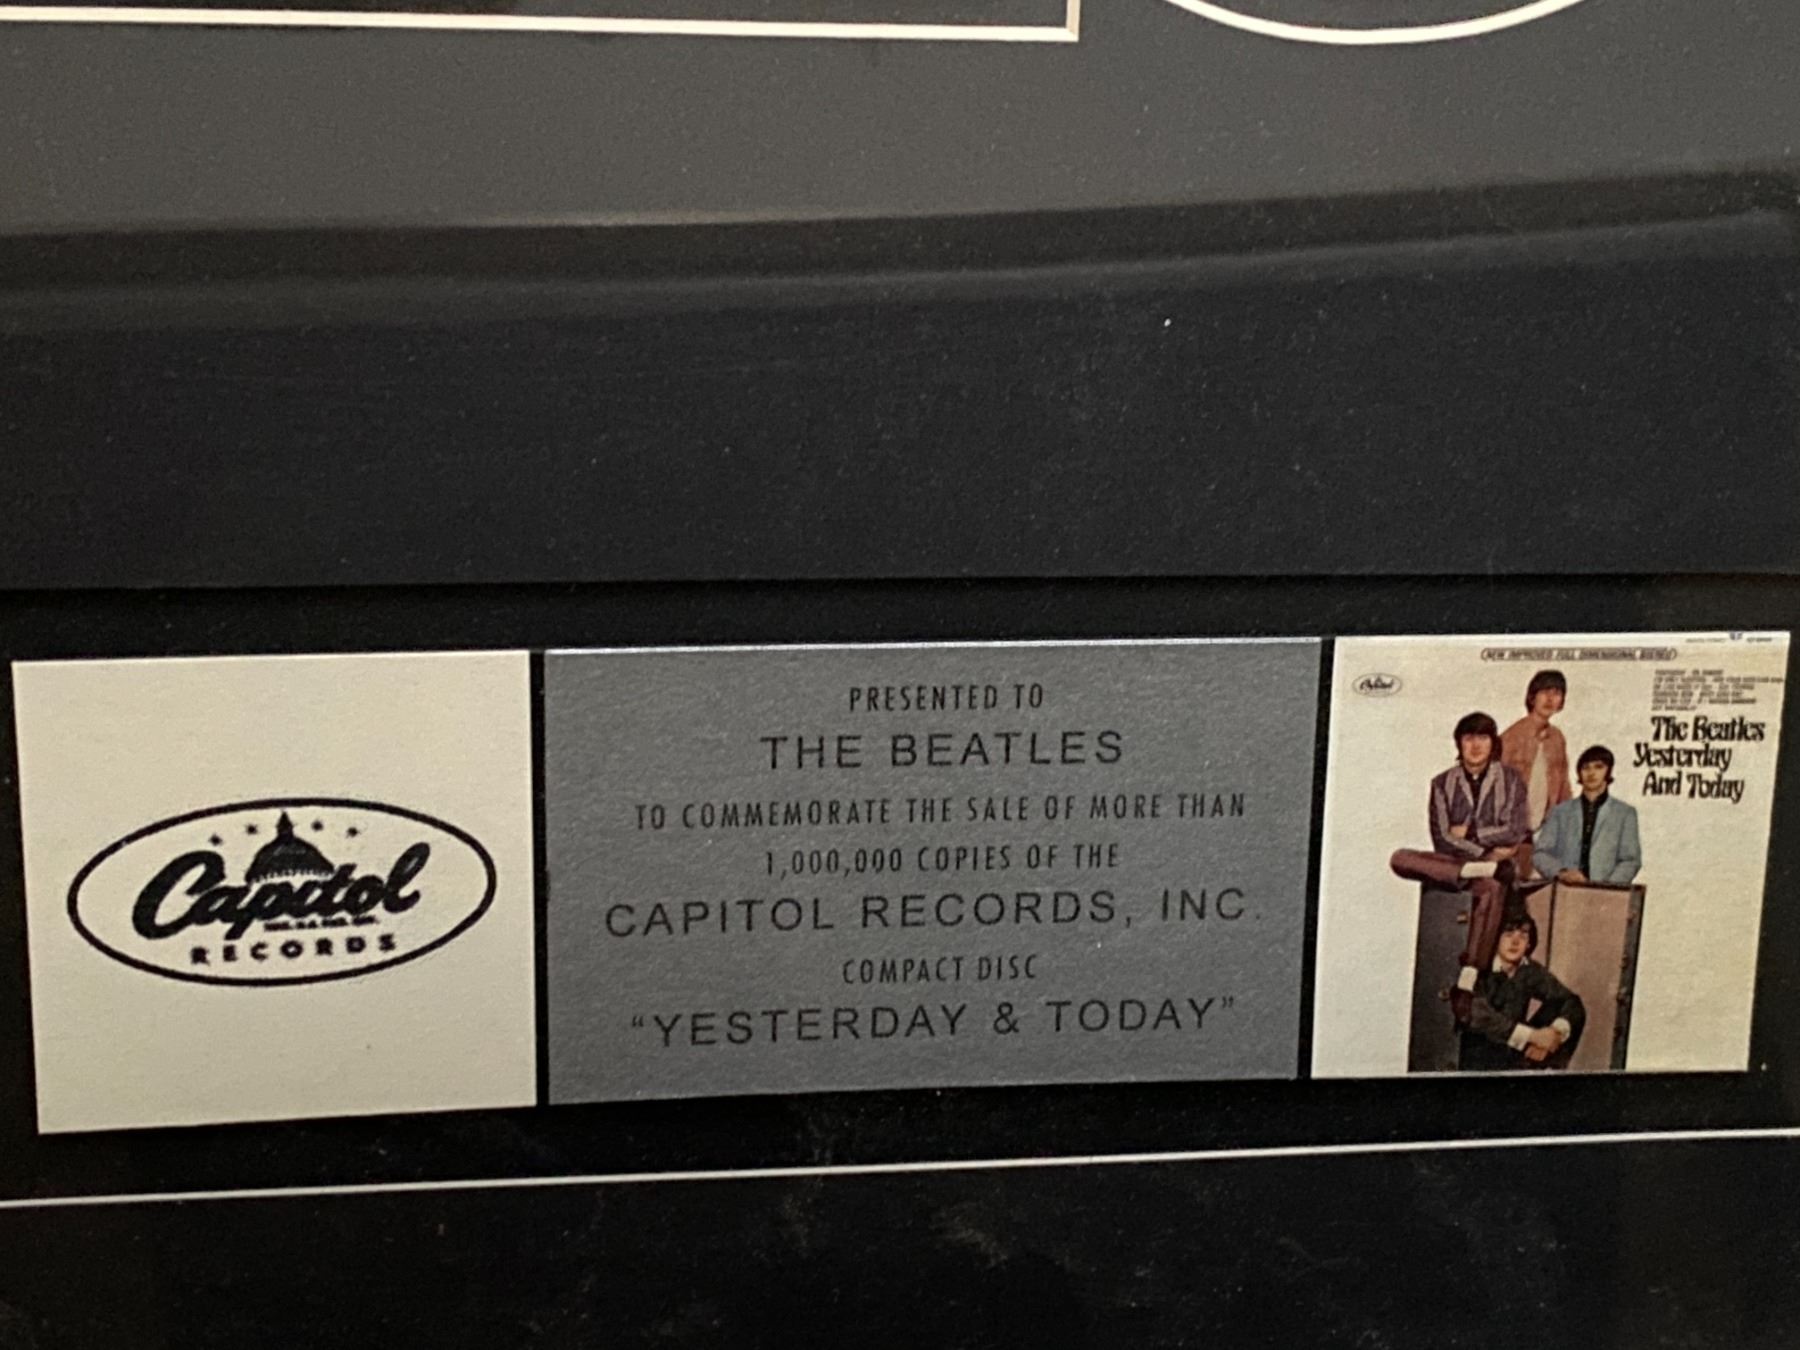 Capitol
RECORDS
PRESENTED TO
THE BEATLES
TO COMMEMORATE THE SALE OF MORE THAN
1,000,000 COPIES OF THE
CAPITOL RECORDS, INC.
COMPACT DISC
“YESTERDAY & TODAY”
NEW IMPROVED FULL DIMENSIONAL STEREO
Capitol
The Beatles
Yesterday
And Today